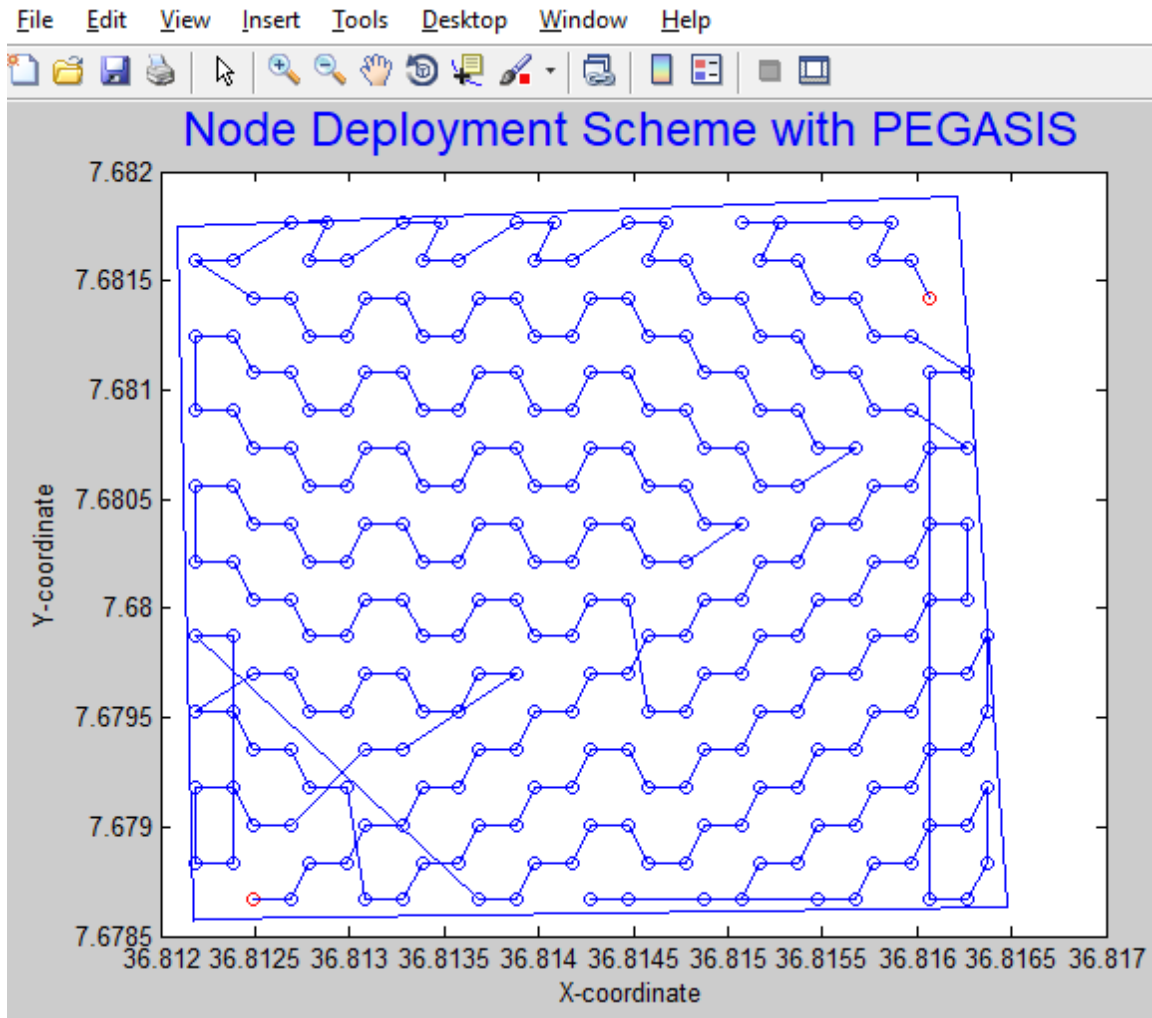 File Edit View Insert Tools Desktop Window Help
Node Deployment Scheme with PEGASIS
7.682
7.6815
7.681
7.6805
7.68
7.6795
7.679
7.6785
Y-coordinate
36.812 36.8125 36.813 36.8135 36.814 36.8145 36.815 36.8155 36.816 36.8165 36.817
X-coordinate